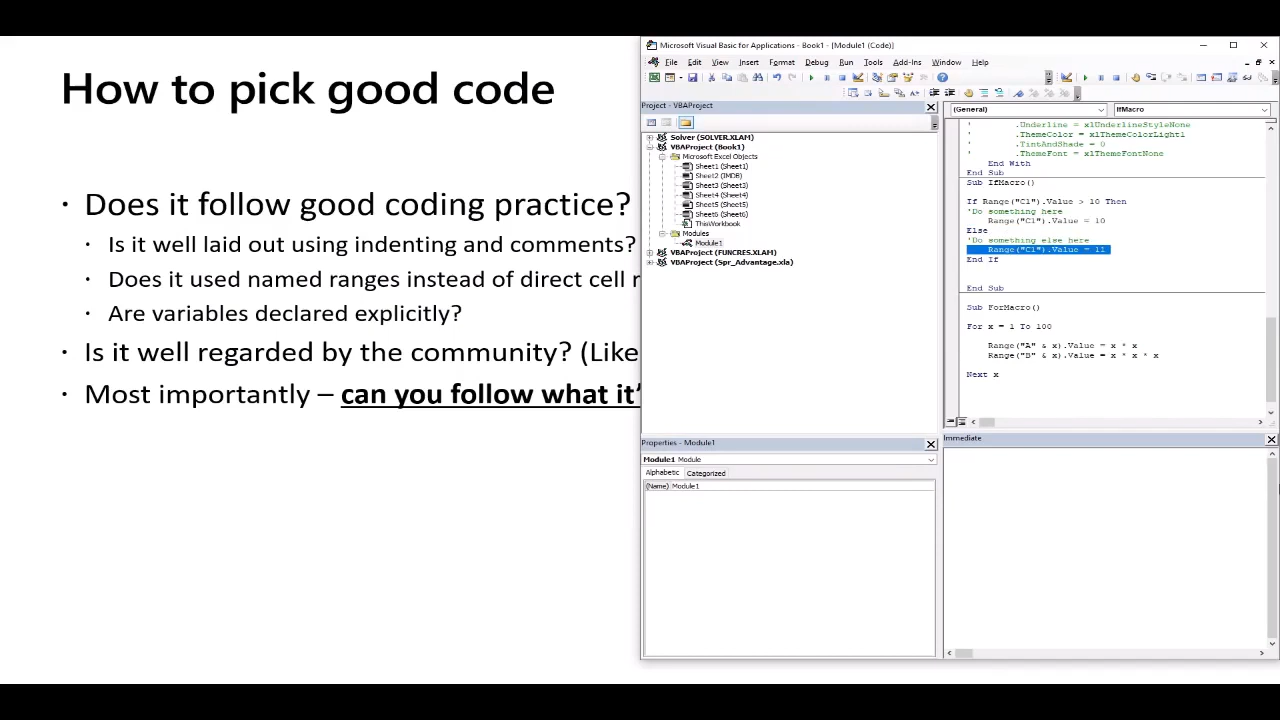 How to pick good code
• Does it follow good coding practice?
• Is it well laid out using indenting and comments?
• Does it used named ranges instead of direct cell r
• Are variables declared explicitly?
• Is it well regarded by the community? (Like
• Most importantly – can you follow what it'
Microsoft Visual Basic for Applications - Book1 - [Module1 (Code)]
File Edit View Insert Format Debug Run Tools Add-Ins Window Help
Project - VBAProject
Solver (SOLVER.XLAM)
VBAProject (Book1)
Microsoft Excel Objects
Sheet1 (Sheet1)
Sheet2 (IMDB)
Sheet3 (Sheet3)
Sheet4 (Sheet4)
Sheet5 (Sheet5)
Sheet6 (Sheet6)
ThisWorkbook
Modules
Module1
VBAProject (FUNCRES.XLAM)
VBAProject (Spr_Advantage.xla)
Properties - Module1
Module1 Module
Alphabetic Categorized
(Name) Module1
(General) IfMacro
' .Underline = xlUnderlineStyleNone
' .ThemeColor = xlThemeColorLight1
' .TintAndShade = 0
' .ThemeFont = xlThemeFontNone
End With
End Sub
Sub IfMacro()
If Range("C1").Value > 10 Then
'Do something here
Range("C1").Value = 10
Else
'Do something else here
Range("C1").Value = 11
End If
End Sub
Sub ForMacro()
For x = 1 To 100
Range("A" & x).Value = x * x
Range("B" & x).Value = x * x * x
Next x
Immediate